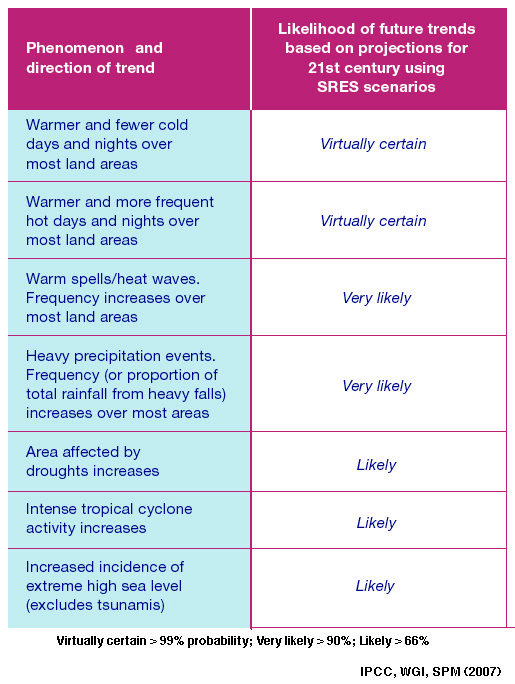 Phenomenon and
direction of trend
Likelihood of future trends
based on projections for
21st century using
SRES scenarios
Warmer and fewer cold
days and nights over
most land areas
Virtually certain
Warmer and more frequent
hot days and nights over
most land areas
Virtually certain
Warm spells/heat waves.
Frequency increases over
most land areas
Very likely
Heavy precipitation events.
Frequency (or proportion of
total rainfall from heavy falls)
increases over most areas
Very likely
Area affected by
droughts increases
Likely
Intense tropical cyclone
activity increases
Likely
Increased incidence of
extreme high sea level
(excludes tsunamis)
Likely
Virtually certain > 99% probability; Very likely > 90%; Likely > 66%
IPCC, WGI, SPM (2007)